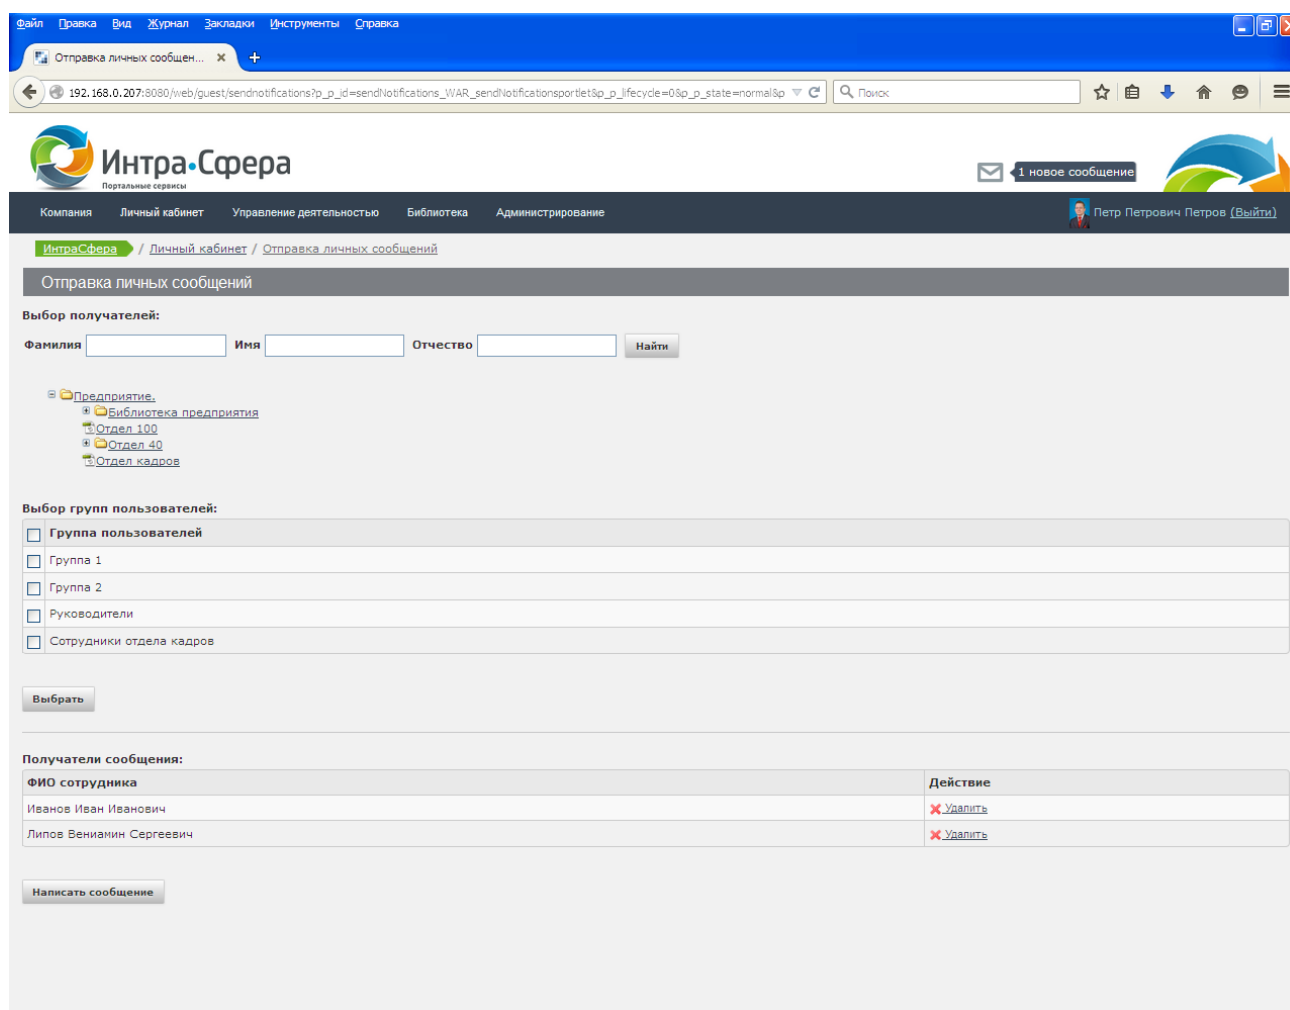 Файл Правка Вид Журнал Закладки Инструменты Справка
Отправка личных сообщен...
192.168.0.207:8080/web/guest/sendnotifications?p_p_id=sendNotifications_WAR_sendNotificationsportlet&p_p_lifecycle=0&p_p_state=normal&p
Поиск
Интра•Сфера
Портальные сервисы
1 новое сообщение
Компания Личный кабинет Управление деятельностью Библиотека Администрирование Петр Петрович Петров (Выйти)
ИнтраСфера / Личный кабинет / Отправка личных сообщений
Отправка личных сообщений
Выбор получателей:
Фамилия Имя Отчество Найти
Предприятие.
Библиотека предприятия
Отдел 100
Отдел 40
Отдел кадров
Выбор групп пользователей:
Группа пользователей
Группа 1
Группа 2
Руководители
Сотрудники отдела кадров
Выбрать
Получатели сообщения:
ФИО сотрудника Действие
Иванов Иван Иванович Удалить
Липов Вениамин Сергеевич Удалить
Написать сообщение